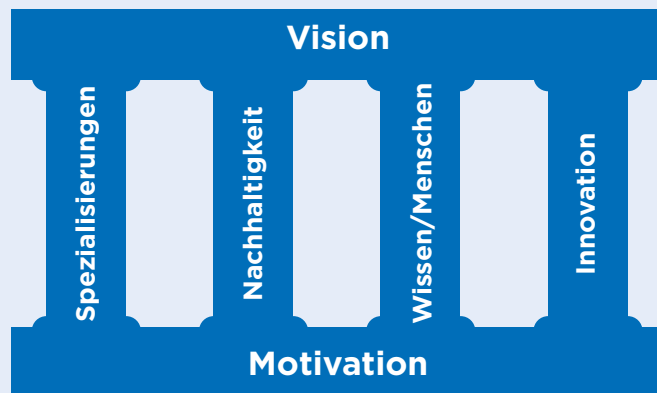 Vision
Spezialisierungen
Nachhaltigkeit
Wissen/Menschen
Innovation
Motivation